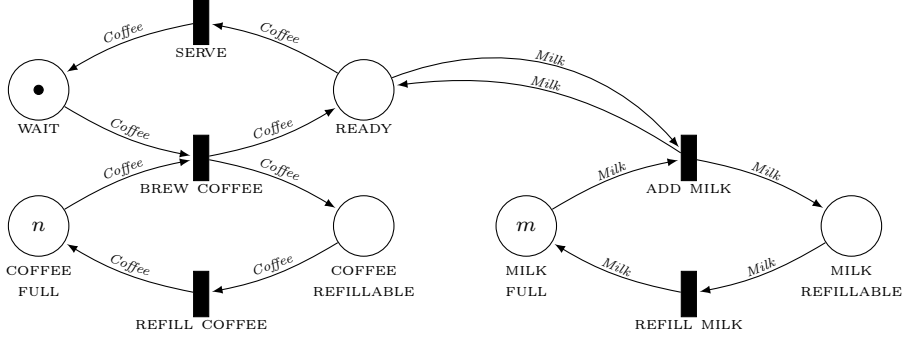 Coffee
Coffee
SERVE
Milk
Milk
WAIT
READY
Coffee
Coffee
Coffee
Coffee
BREW COFFEE
Milk
Milk
ADD MILK
n
m
COFFEE
FULL
COFFEE
REFILLABLE
MILK
FULL
MILK
REFILLABLE
Coffee
Coffee
REFILL COFFEE
Milk
Milk
REFILL MILK